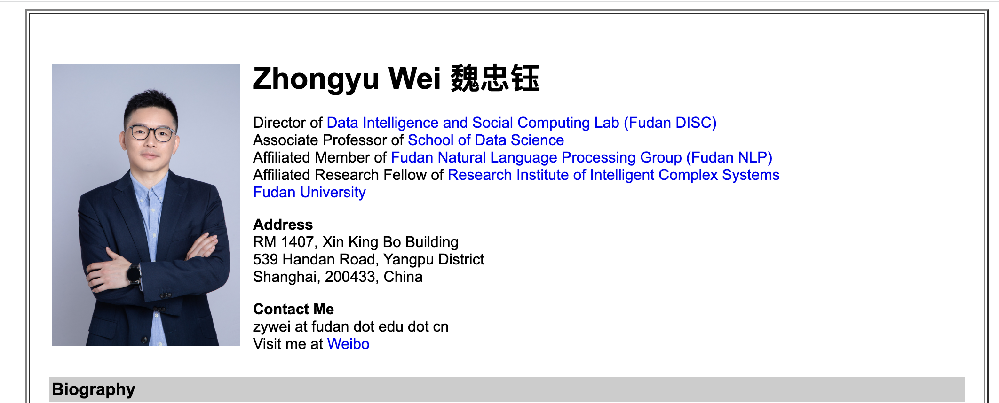 Zhongyu Wei 魏忠钰
Director of Data Intelligence and Social Computing Lab (Fudan DISC)
Associate Professor of School of Data Science
Affiliated Member of Fudan Natural Language Processing Group (Fudan NLP)
Affiliated Research Fellow of Research Institute of Intelligent Complex Systems
Fudan University
Address
RM 1407, Xin King Bo Building
539 Handan Road, Yangpu District
Shanghai, 200433, China
Contact Me
zywei at fudan dot edu dot cn
Visit me at Weibo
Biography